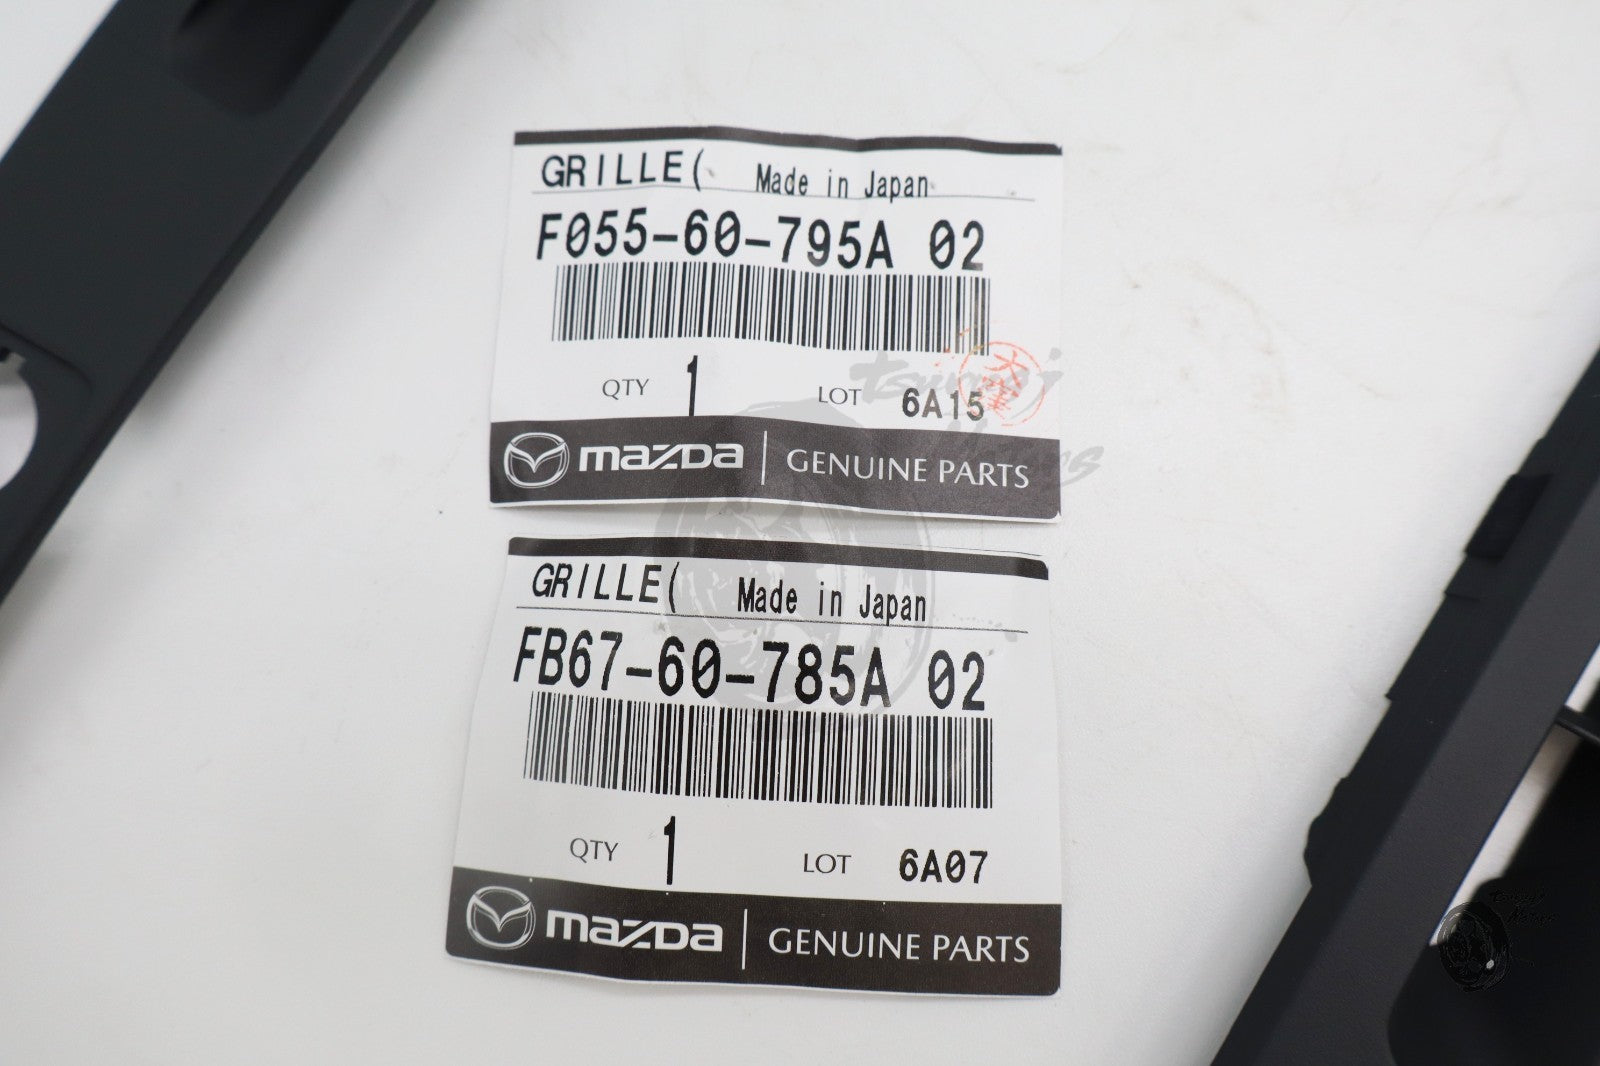 GRILLE( Made in Japan
F055-60-795A 02
QTY 1 LOT 6A15
mazda GENUINE PARTS
tsumuj
GRILLE( Made in Japan
FB67-60-785A 02
QTY 1 LOT 6A07
mazda GENUINE PARTS